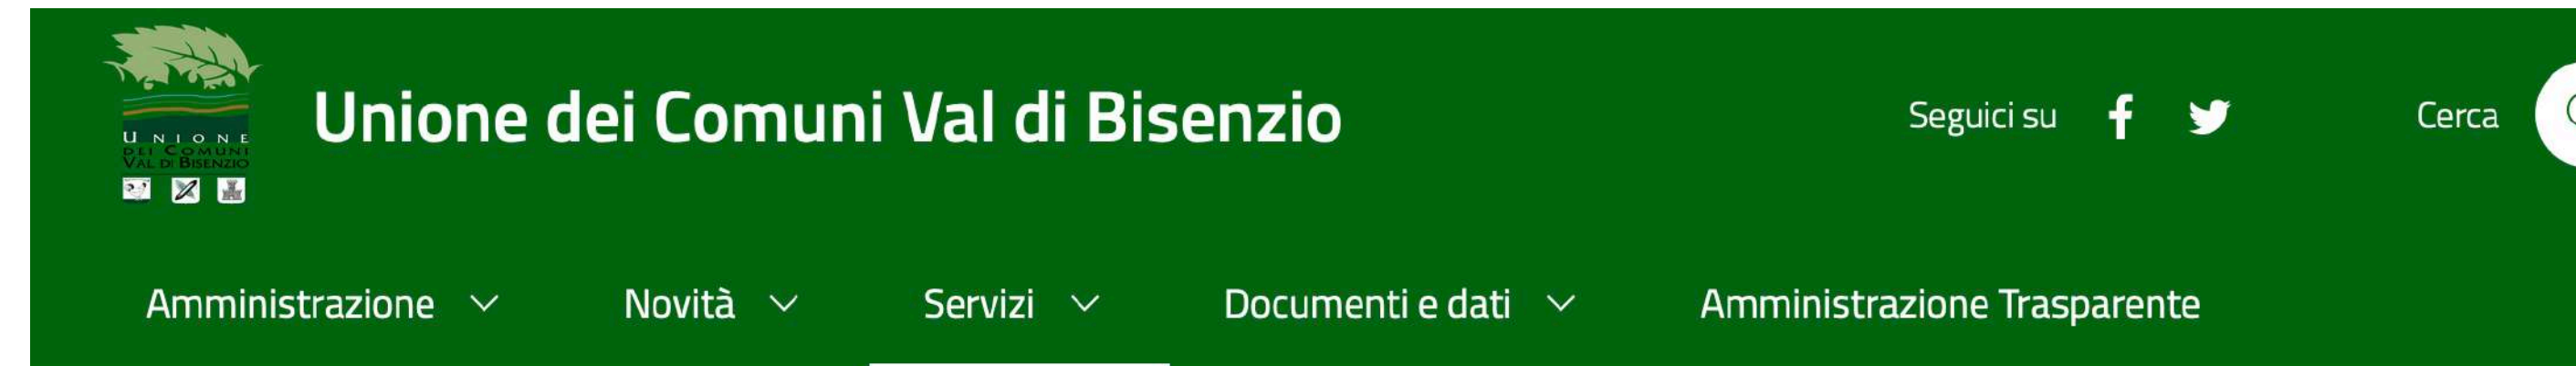 UNIONE
DEI COMUNI
VAL DI BISENZIO
Unione dei Comuni Val di Bisenzio
Seguici su
Cerca
Amministrazione
Novità
Servizi
Documenti e dati
Amministrazione Trasparente